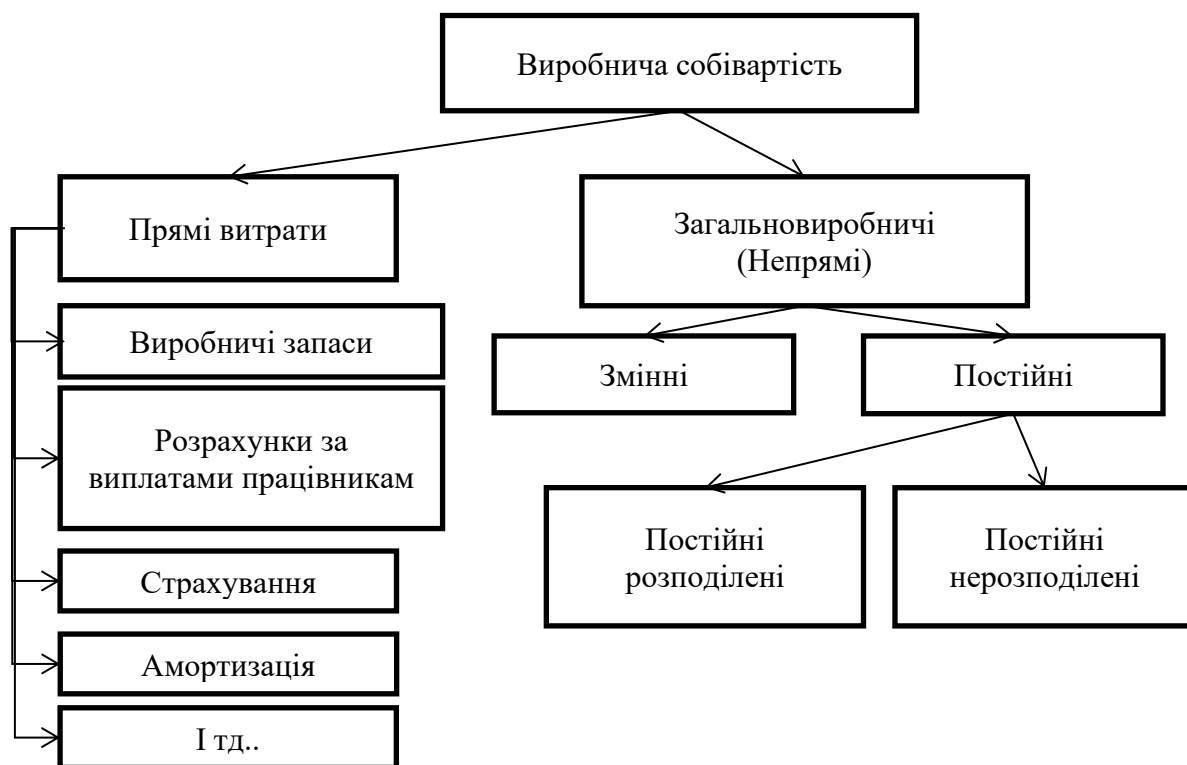 Виробнича собівартість
Прямі витрати
Загальновиробничі
(Непрямі)
Виробничі запаси
Змінні
Постійні
Розрахунки за
виплатами працівникам
Постійні
розподілені
Постійні
нерозподілені
Страхування
Амортизація
І тд..